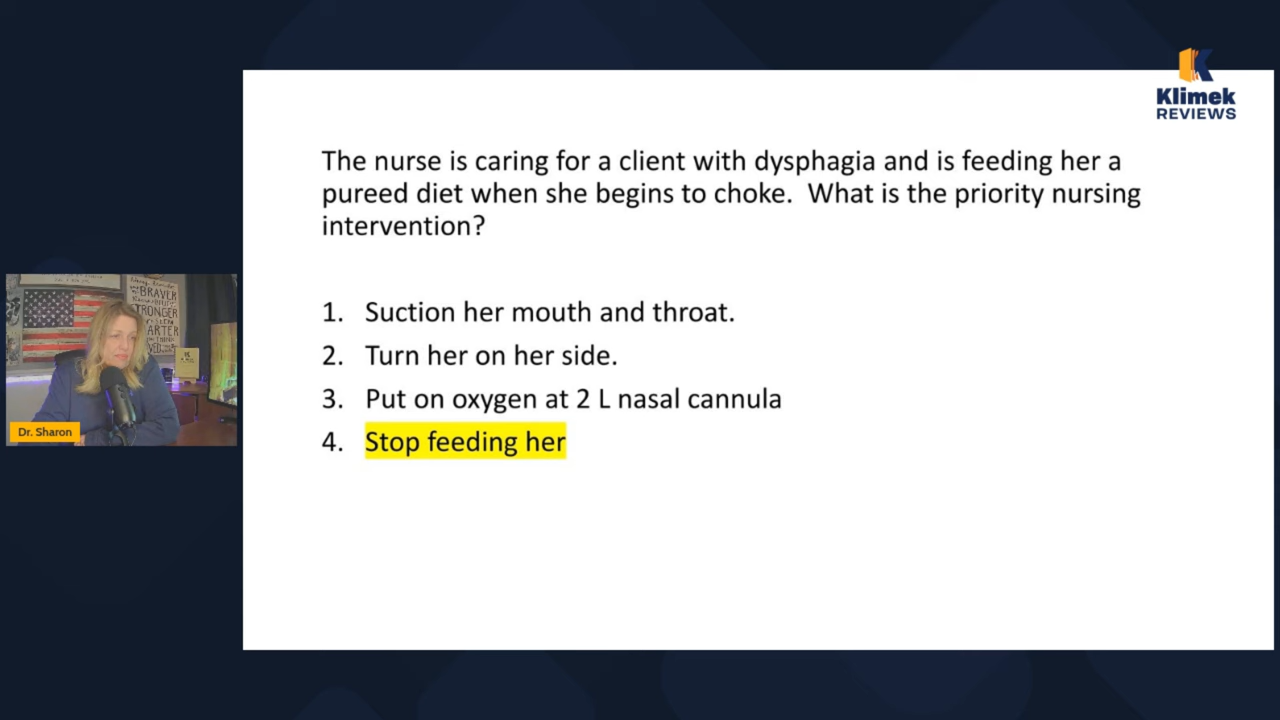 Klimek
REVIEWS
The nurse is caring for a client with dysphagia and is feeding her a
pureed diet when she begins to choke.  What is the priority nursing
intervention?
1. Suction her mouth and throat.
2. Turn her on her side.
3. Put on oxygen at 2 L nasal cannula
4. Stop feeding her
BRAVER
STRONGER
Dr. Sharon